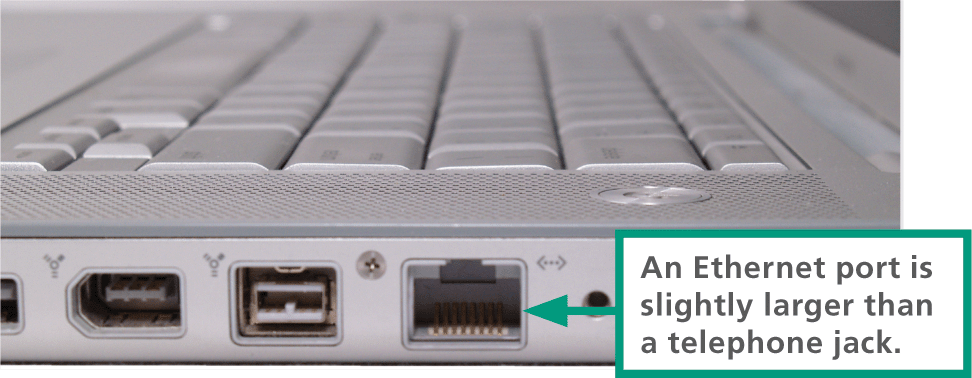 An Ethernet port is
slightly larger than
a telephone jack.